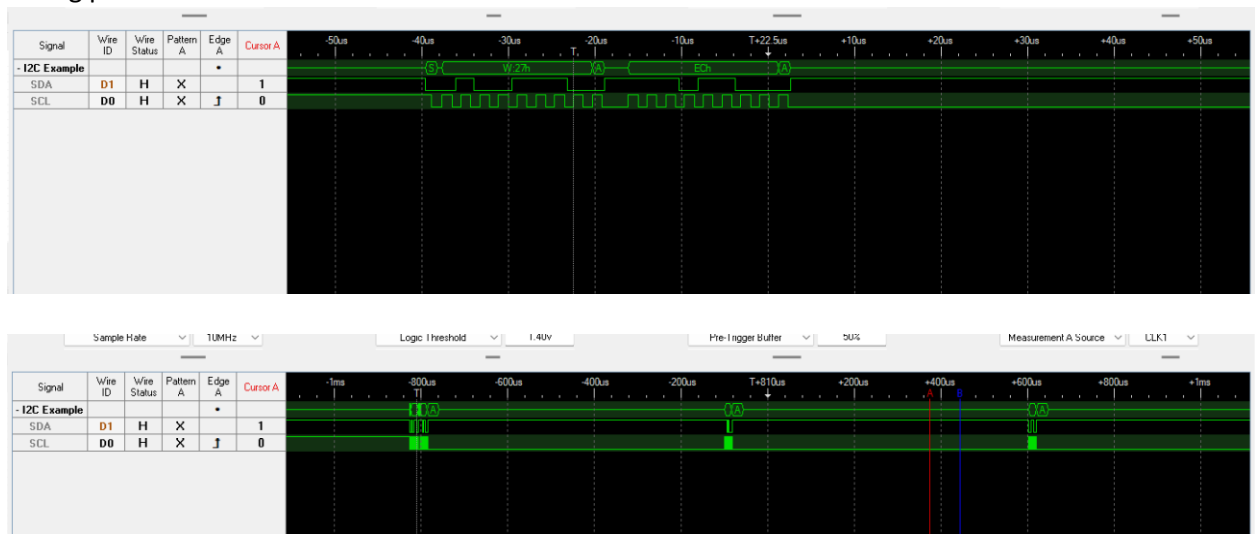 -50us -40us -30us -20us -10us T+22.5us +10us +20us +30us +40us +50us
Signal Wire ID Wire Status Pattern A Edge A Cursor A
T
- I2C Example (S) W:27h (A) ECh (A)
SDA D1 H X 1
SCL D0 H X 0
Sample Rate 10MHz Logic Threshold 1.40v Pre-Trigger Buffer 50% Measurement A Source CLK1
-1ms -800us -600us -400us -200us T+810us +200us +400us +600us +800us +1ms
Signal Wire ID Wire Status Pattern A Edge A Cursor A
T A B
- I2C Example (A) (A) (A)
SDA D1 H X 1
SCL D0 H X 0